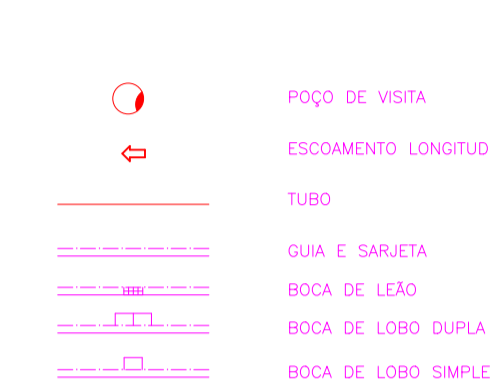 POÇO DE VISITA
ESCOAMENTO LONGITUD
TUBO
GUIA E SARJETA
BOCA DE LEÃO
BOCA DE LOBO DUPLA
BOCA DE LOBO SIMPLE